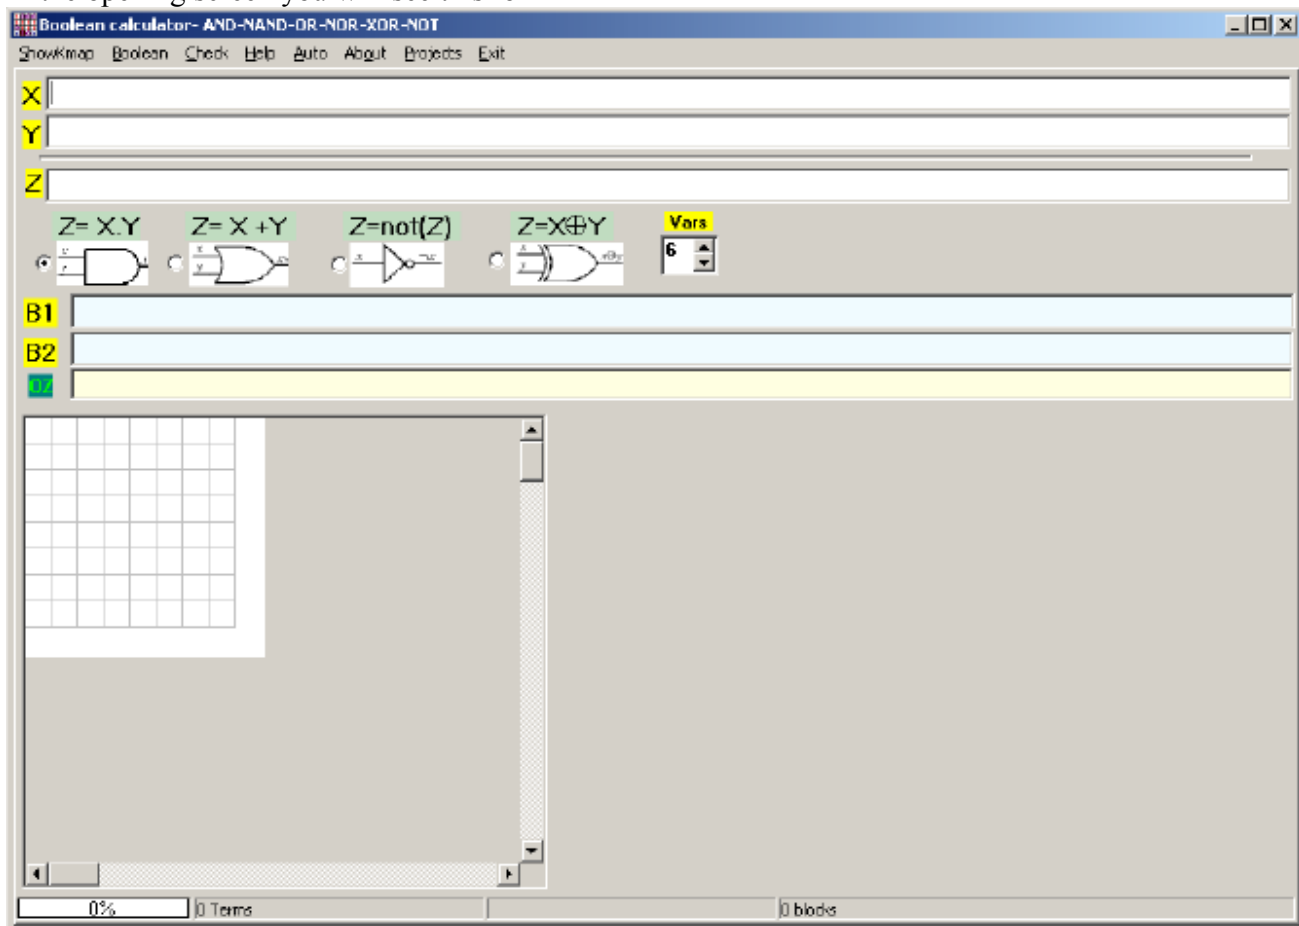 Boolean calculator- AND-NAND-OR-NOR-XOR-NOT
ShowKmap Boolean Check Help Auto About Projects Exit
X
Y
Z
Z= X.Y Z= X +Y Z=not(Z) Z=X⊕Y Vars
6
B1
B2
OZ
0% 0 Terms 0 blocks